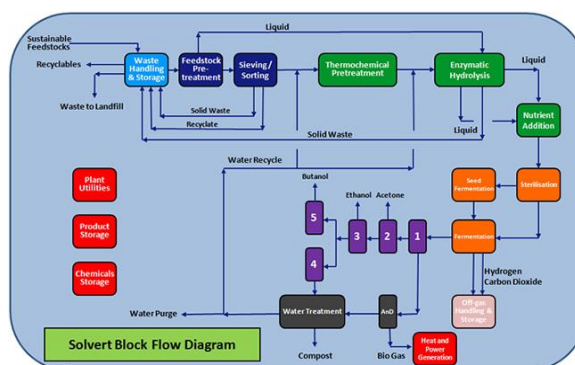 Liquid
Sustainable
Feedstocks
Recyclables
Waste to Landfill
Waste
Handling
& Storage
Feedstock
Pre-
treatment
Sieving /
Sorting
Thermochemical
Pretreatment
Enzymatic
Hydrolysis
Liquid
Solid Waste
Recyclate
Solid Waste
Liquid
Nutrient
Addition
Water Recycle
Plant
Utilities
Product
Storage
Chemicals
Storage
Butanol
Ethanol
Acetone
5
3
2
1
4
Seed
Fermentation
Sterilisation
Fermentation
Hydrogen
Carbon Dioxide
Off-gas
Handling &
Storage
Water Purge
Water Treatment
AnD
Compost
Bio Gas
Heat and
Power
Generation
Solvert Block Flow Diagram